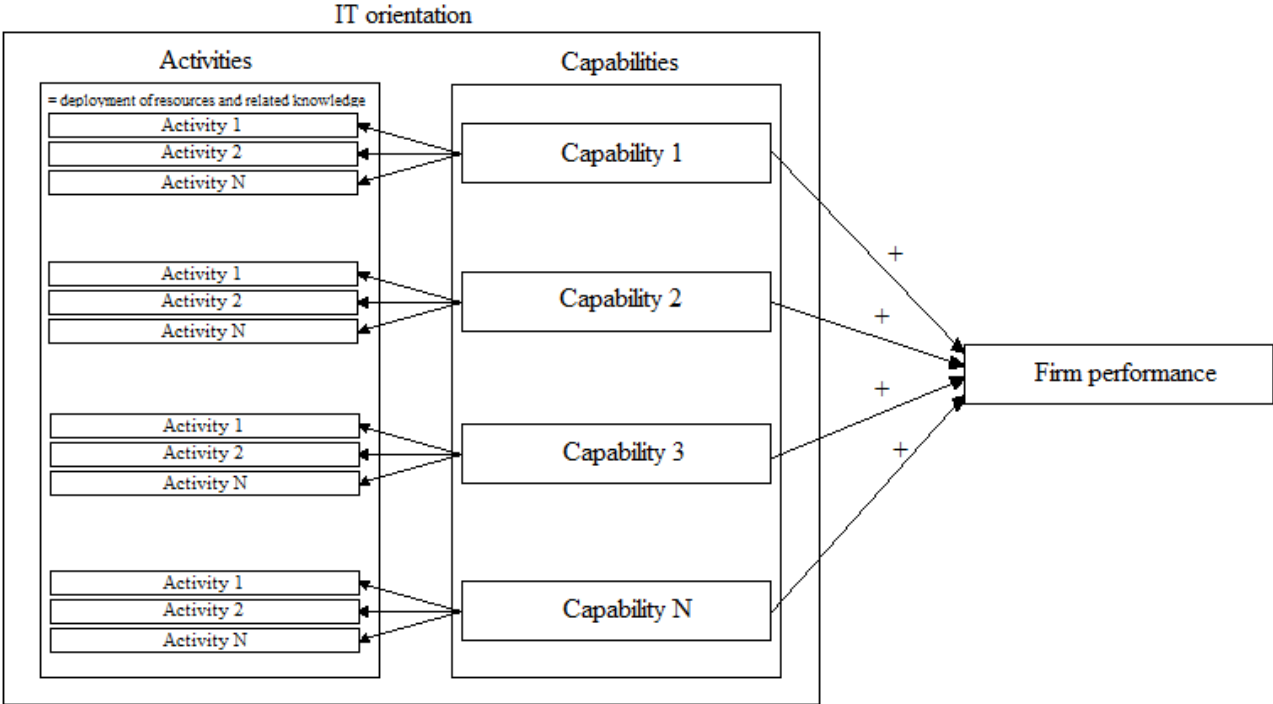 IT orientation
Activities
Capabilities
= deployment of resources and related knowledge
Activity 1
Activity 2
Activity N
Capability 1
+
Activity 1
Activity 2
Activity N
Capability 2
+
Firm performance
Activity 1
Activity 2
Activity N
Capability 3
+
Activity 1
Activity 2
Activity N
Capability N
+